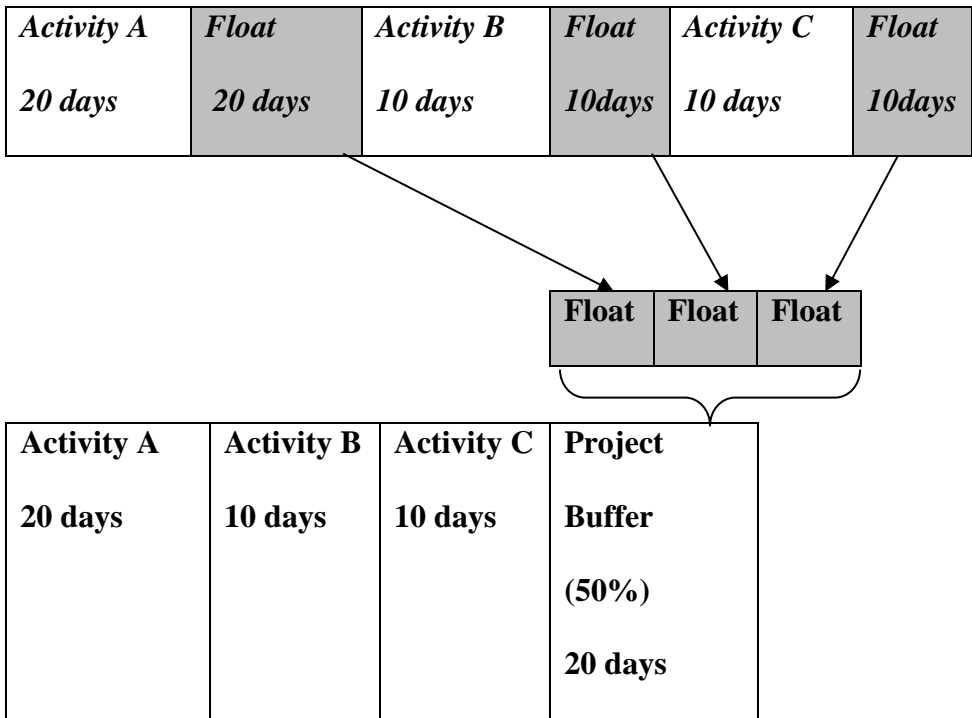 Activity A Float Activity B Float Activity C Float
20 days 20 days 10 days 10days 10 days 10days
Float Float Float
Activity A Activity B Activity C Project
20 days 10 days 10 days Buffer
(50%)
20 days